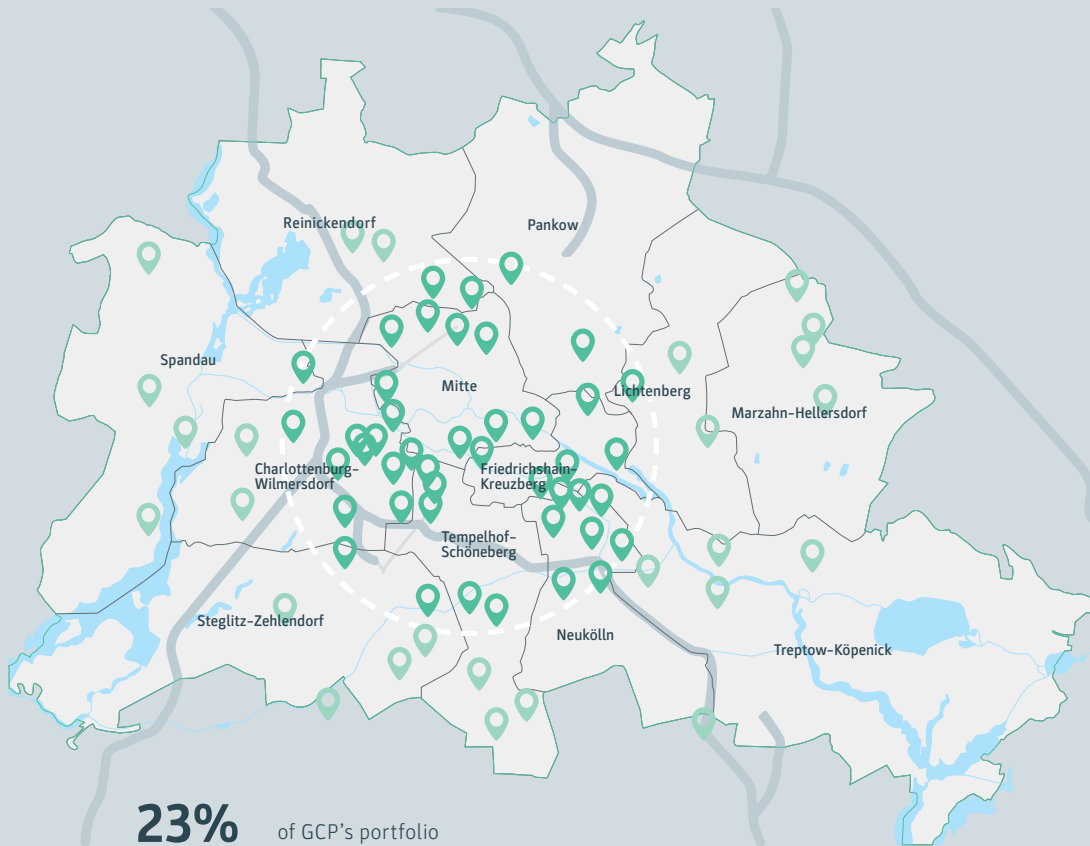 Reinickendorf
Pankow
Spandau
Mitte
Lichtenberg
Marzahn-Hellersdorf
Charlottenburg-
Wilmersdorf
Friedrichshain-
Kreuzberg
Tempelhof-
Schöneberg
Steglitz-Zehlendorf
Neukölln
Treptow-Köpenick
23% of GCP's portfolio